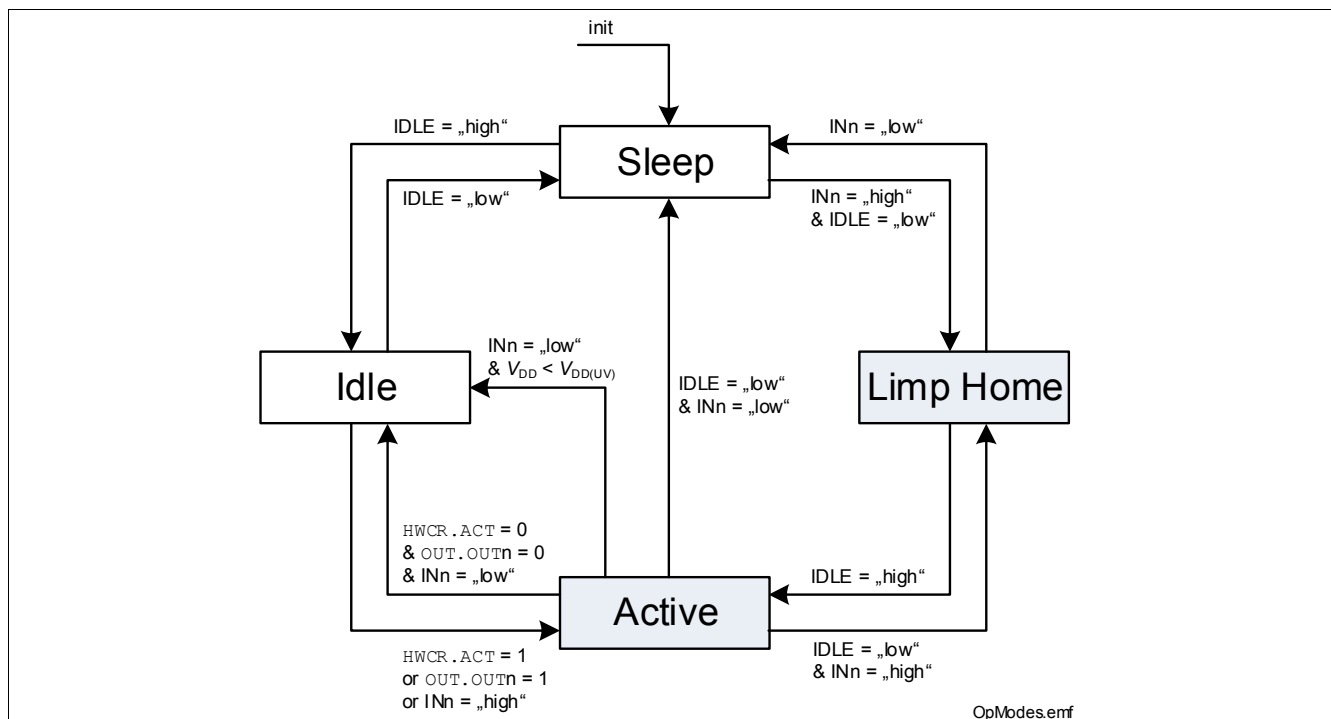 init
IDLE = „high“
Sleep
INn = „low“
IDLE = „low“
INn = „high“
& IDLE = „low“
Idle
INn = „low“
& VDD < VDD(UV)
IDLE = „low“
& INn = „low“
Limp Home
HWCR.ACT = 0
& OUT.OUTn = 0
& INn = „low“
Active
IDLE = „high“
HWCR.ACT = 1
or OUT.OUTn = 1
or INn = „high“
IDLE = „low“
& INn = „high“
OpModes.emf